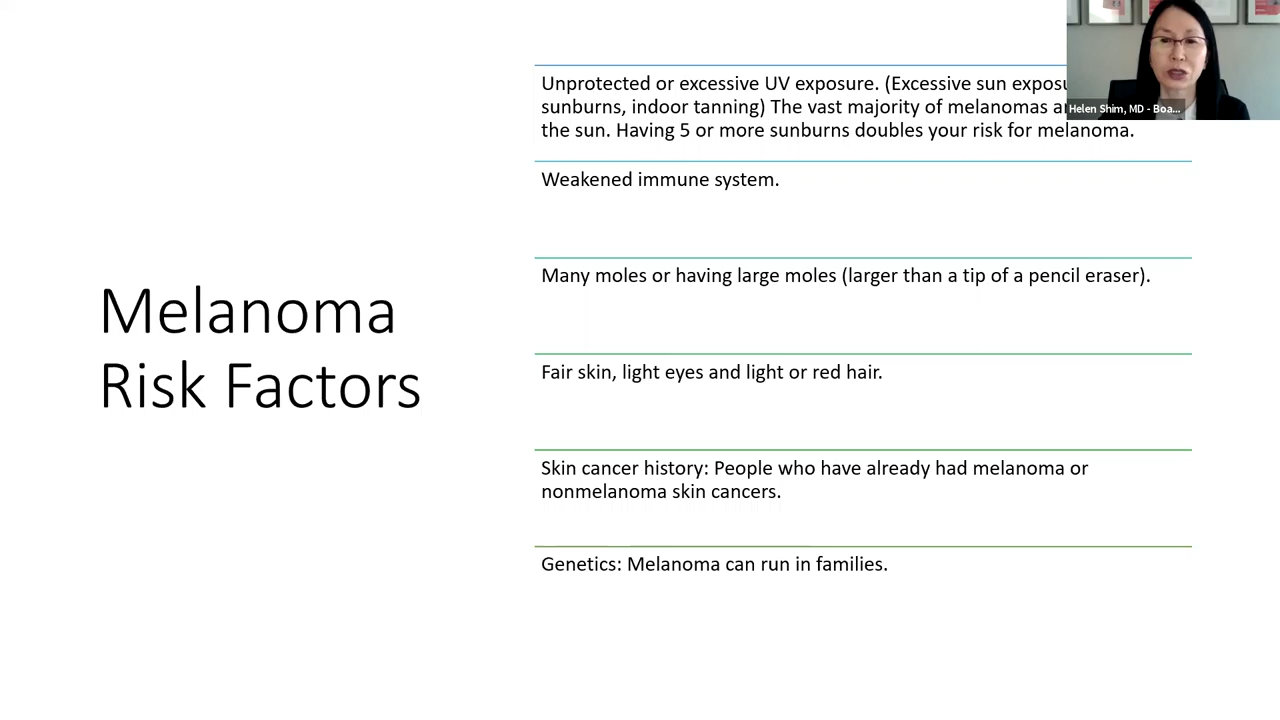 Melanoma
Risk Factors
Unprotected or excessive UV exposure. (Excessive sun
sunburns, indoor tanning) The vast majority of melanomas
the sun. Having 5 or more sunburns doubles your risk for melanoma.
Weakened immune system.
Many moles or having large moles (larger than a tip of a pencil eraser).
Fair skin, light eyes and light or red hair.
Skin cancer history: People who have already had melanoma or
nonmelanoma skin cancers.
Genetics: Melanoma can run in families.
Helen Shim, MD - Boa...